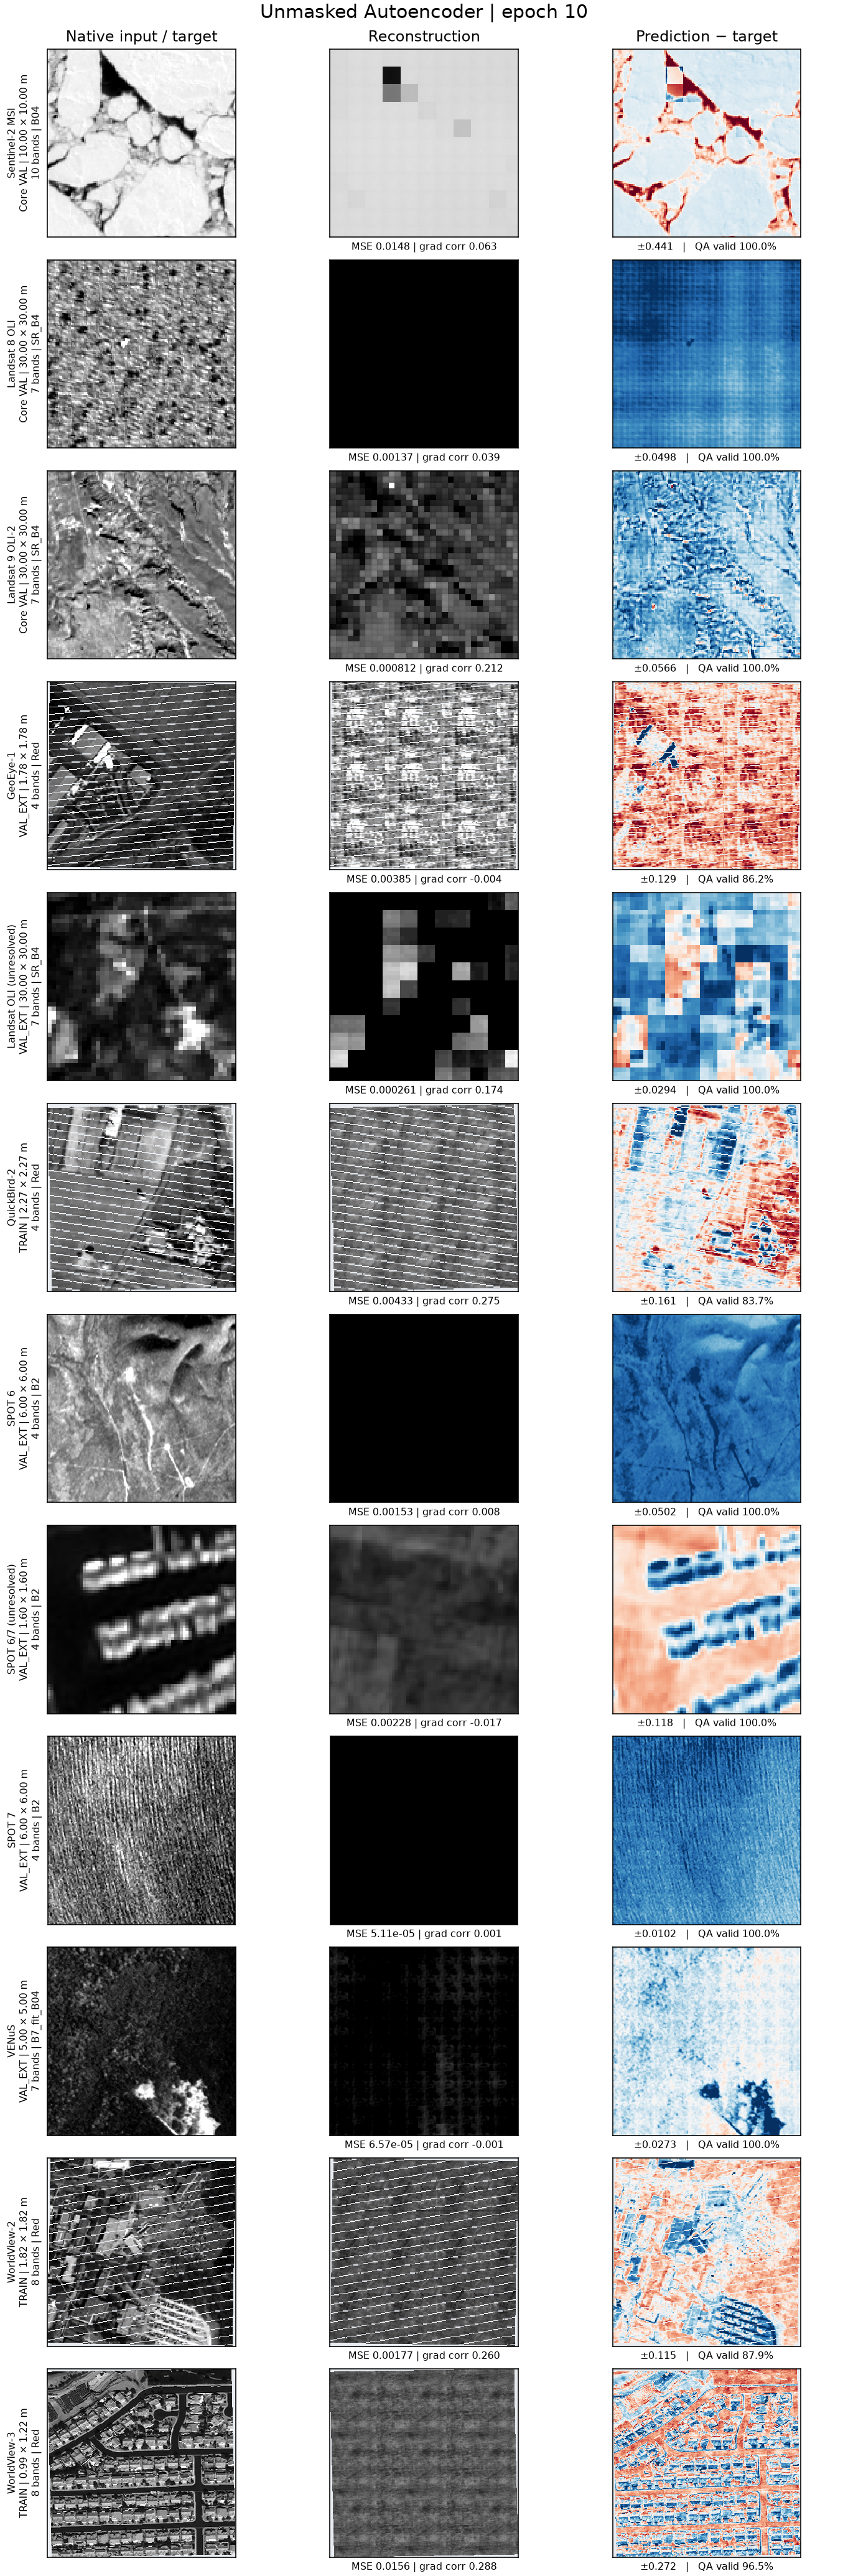 Unmasked Autoencoder | epoch 10
Native input / target
Reconstruction
Prediction − target
Sentinel-2 MSI
Core VAL | 10.00 × 10.00 m
10 bands | B04
MSE 0.0148 | grad corr 0.063
±0.441 | QA valid 100.0%
Landsat 8 OLI
Core VAL | 30.00 × 30.00 m
7 bands | SR_B4
MSE 0.00137 | grad corr 0.039
±0.0498 | QA valid 100.0%
Landsat 9 OLI-2
Core VAL | 30.00 × 30.00 m
7 bands | SR_B4
MSE 0.000812 | grad corr 0.212
±0.0566 | QA valid 100.0%
GeoEye-1
VAL_EXT | 1.78 × 1.78 m
4 bands | Red
MSE 0.00385 | grad corr -0.004
±0.129 | QA valid 86.2%
Landsat OLI (unresolved)
VAL_EXT | 30.00 × 30.00 m
7 bands | SR_B4
MSE 0.000261 | grad corr 0.174
±0.0294 | QA valid 100.0%
QuickBird-2
TRAIN | 2.27 × 2.27 m
4 bands | Red
MSE 0.00433 | grad corr 0.275
±0.161 | QA valid 83.7%
SPOT 6
VAL_EXT | 6.00 × 6.00 m
4 bands | B2
MSE 0.00153 | grad corr 0.008
±0.0502 | QA valid 100.0%
SPOT 6/7 (unresolved)
VAL_EXT | 1.60 × 1.60 m
4 bands | B2
MSE 0.00228 | grad corr -0.017
±0.118 | QA valid 100.0%
SPOT 7
VAL_EXT | 6.00 × 6.00 m
4 bands | B2
MSE 5.11e-05 | grad corr 0.001
±0.0102 | QA valid 100.0%
VENuS
VAL_EXT | 5.00 × 5.00 m
7 bands | B7_fit_B04
MSE 6.57e-05 | grad corr -0.001
±0.0273 | QA valid 100.0%
WorldView-2
TRAIN | 1.82 × 1.82 m
8 bands | Red
MSE 0.00177 | grad corr 0.260
±0.115 | QA valid 87.9%
WorldView-3
TRAIN | 0.99 × 1.22 m
8 bands | Red
MSE 0.0156 | grad corr 0.288
±0.272 | QA valid 96.5%